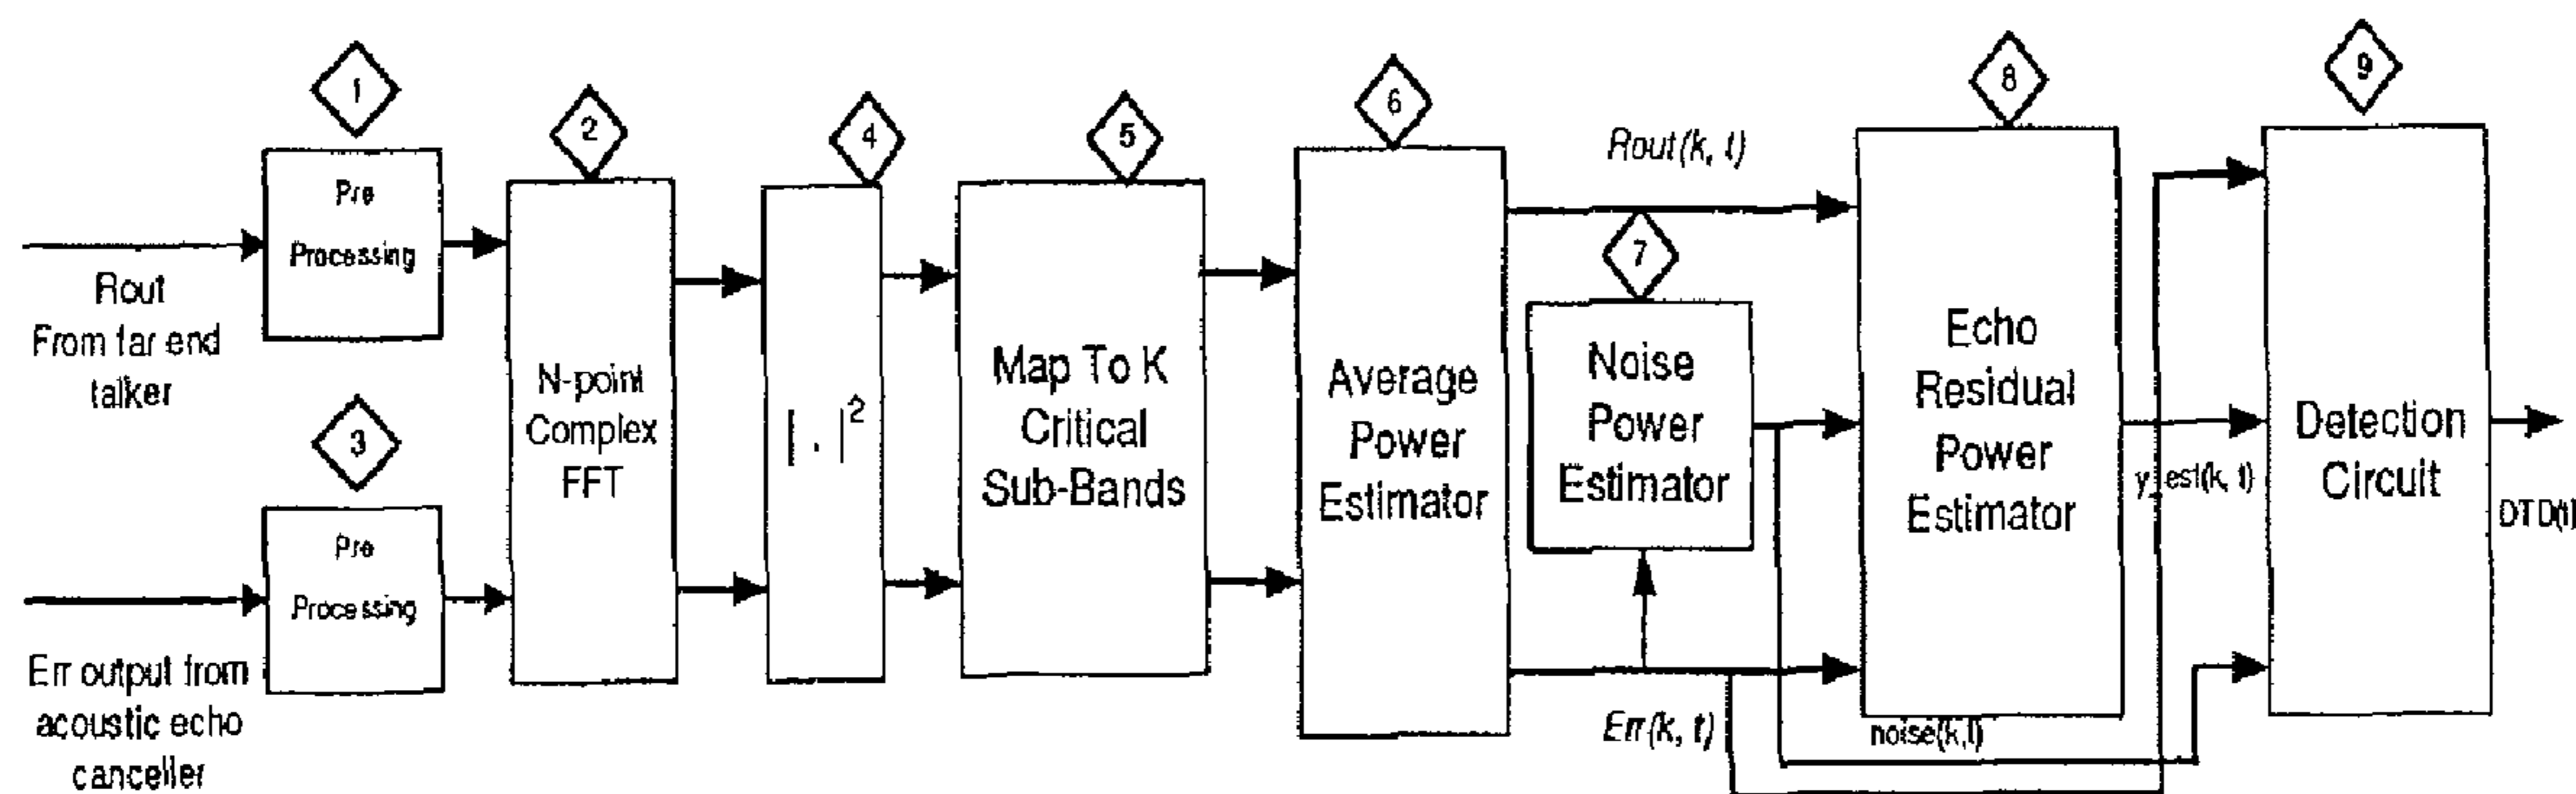 1
Pre
Processing
Rout
From far end
talker
3
Pre
Processing
Err output from
acoustic echo
canceller
2
N-point
Complex
FFT
4
| . |²
5
Map To K
Critical
Sub-Bands
6
Average
Power
Estimator
Rout(k, t)
7
Noise
Power
Estimator
Err(k, t)
8
Echo
Residual
Power
Estimator
noise(k,t)
y_est(k, t)
9
Detection
Circuit
DTD(t)